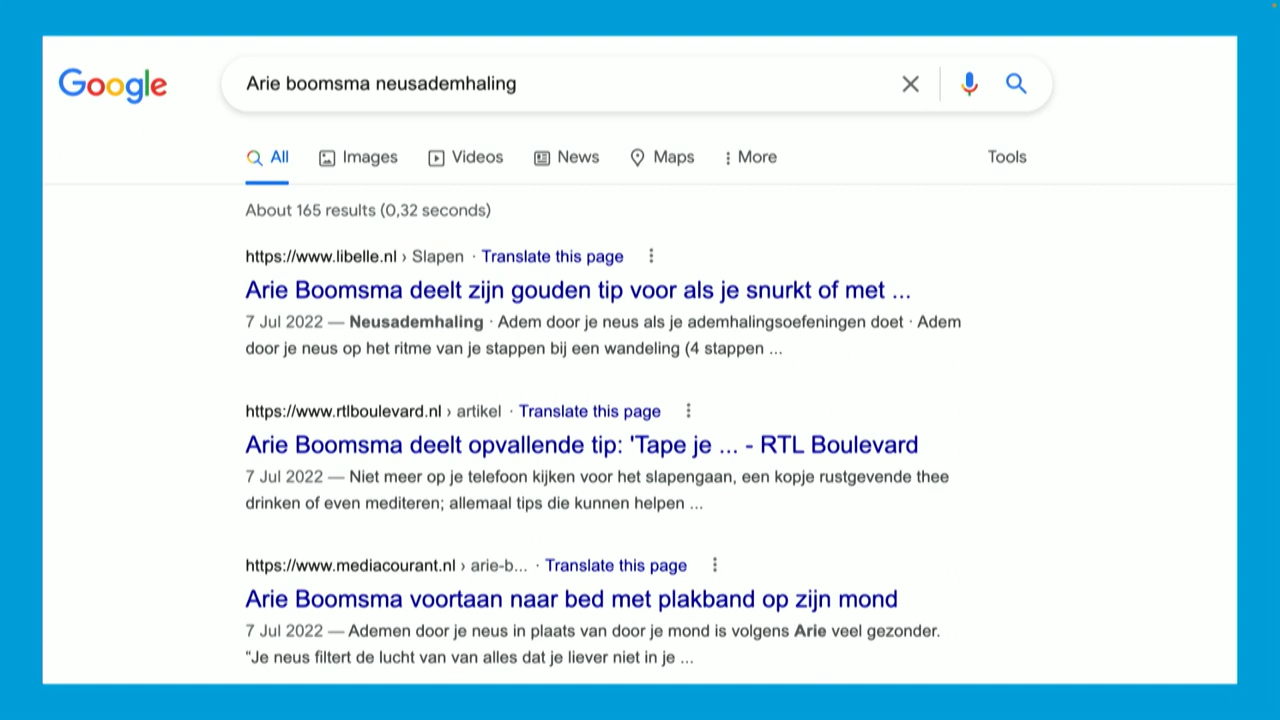 Google
Arie boomsma neusademhaling
All Images Videos News Maps More Tools
About 165 results (0,32 seconds)
https://www.libelle.nl › Slapen · Translate this page
Arie Boomsma deelt zijn gouden tip voor als je snurkt of met ...
7 Jul 2022 — Neusademhaling · Adem door je neus als je ademhalingsoefeningen doet · Adem
door je neus op het ritme van je stappen bij een wandeling (4 stappen ...
https://www.rtlboulevard.nl › artikel · Translate this page
Arie Boomsma deelt opvallende tip: 'Tape je ... - RTL Boulevard
7 Jul 2022 — Niet meer op je telefoon kijken voor het slapengaan, een kopje rustgevende thee
drinken of even mediteren; allemaal tips die kunnen helpen ...
https://www.mediacourant.nl › arie-b... · Translate this page
Arie Boomsma voortaan naar bed met plakband op zijn mond
7 Jul 2022 — Ademen door je neus in plaats van door je mond is volgens Arie veel gezonder.
"Je neus filtert de lucht van van alles dat je liever niet in je ...